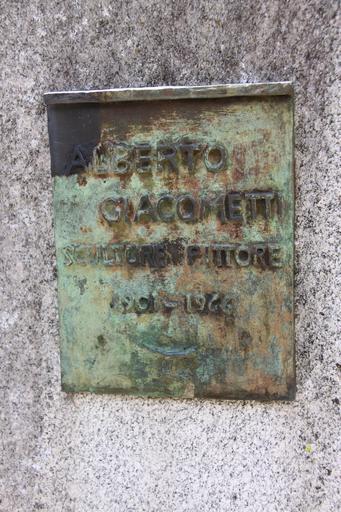 ALBERTO
GIACOMETTI
SCULTORE PITTORE
1901-1966